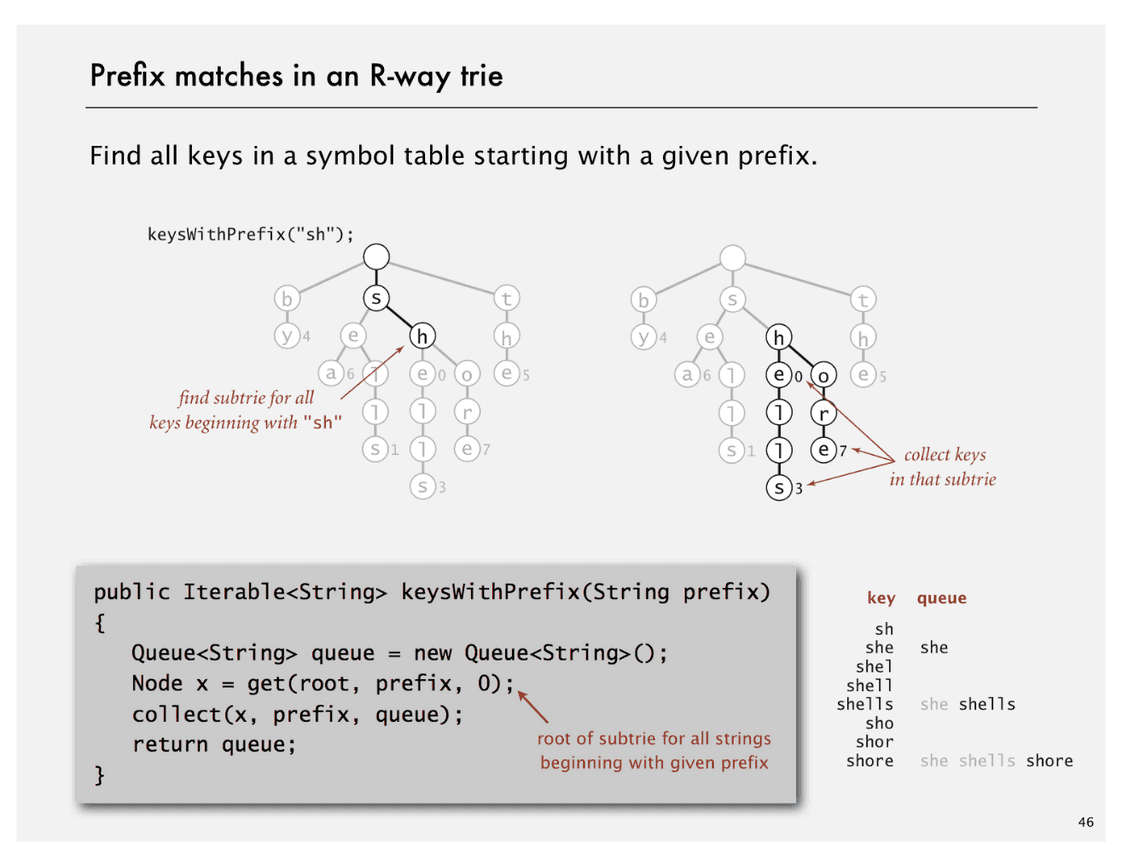 Prefix matches in an R-way trie
Find all keys in a symbol table starting with a given prefix.
keysWithPrefix("sh");
b s t
y 4 e h h
a 6 l e 0 o e 5
l l r
s 1 l e 7
s 3
find subtrie for all
keys beginning with "sh"
b s t
y 4 e h h
a 6 l e 0 o e 5
l l r
s 1 l e 7
s 3
collect keys
in that subtrie
public Iterable<String> keysWithPrefix(String prefix)
{
Queue<String> queue = new Queue<String>();
Node x = get(root, prefix, 0);
collect(x, prefix, queue);
return queue;
}
root of subtrie for all strings
beginning with given prefix
key queue
sh
she she
shel
shell
shells she shells
sho
shor
shore she shells shore
46